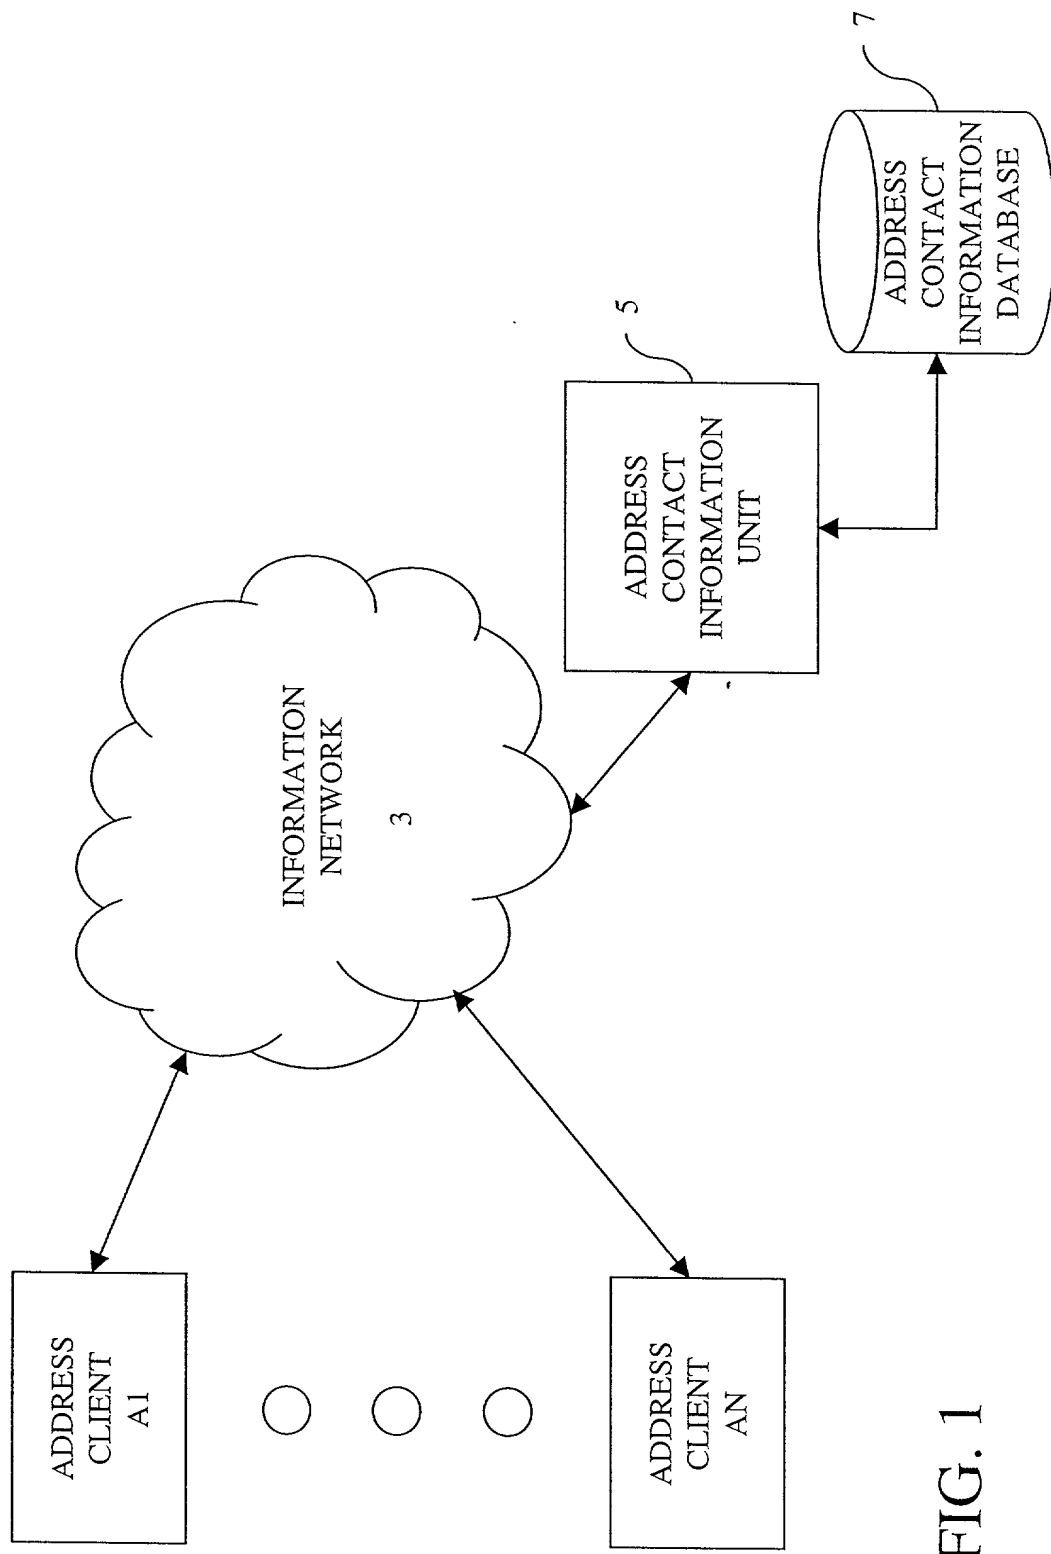 ADDRESS
CLIENT
A1
ADDRESS
CLIENT
AN
INFORMATION
NETWORK
3
ADDRESS
CONTACT
INFORMATION
UNIT
5
ADDRESS
CONTACT
INFORMATION
DATABASE
7
FIG. 1